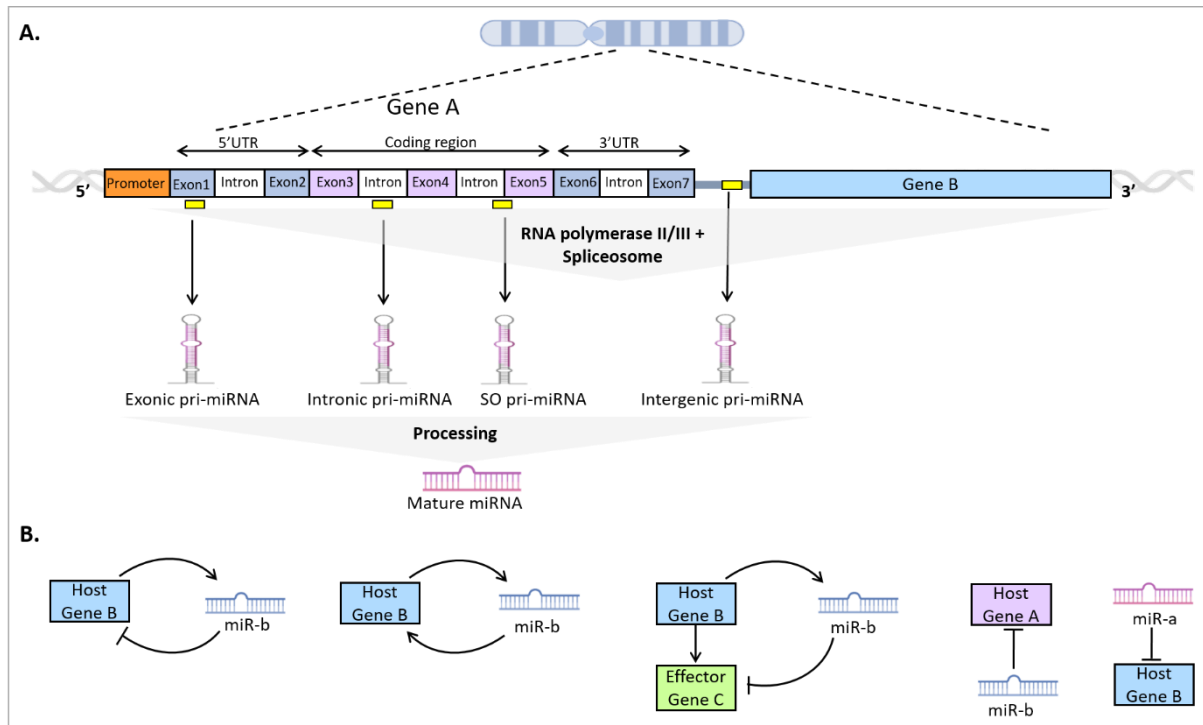 A.
Gene A
5'UTR Coding region 3'UTR
5' Promoter Exon1 Intron Exon2 Exon3 Intron Exon4 Intron Exon5 Exon6 Intron Exon7 Gene B 3'
RNA polymerase II/III +
Spliceosome
Exonic pri-miRNA Intronic pri-miRNA SO pri-miRNA Intergenic pri-miRNA
Processing
Mature miRNA
B.
Host
Gene B
miR-b
Host
Gene B
miR-b
Host
Gene B
miR-b
Effector
Gene C
Host
Gene A
miR-b
miR-a
Host
Gene B